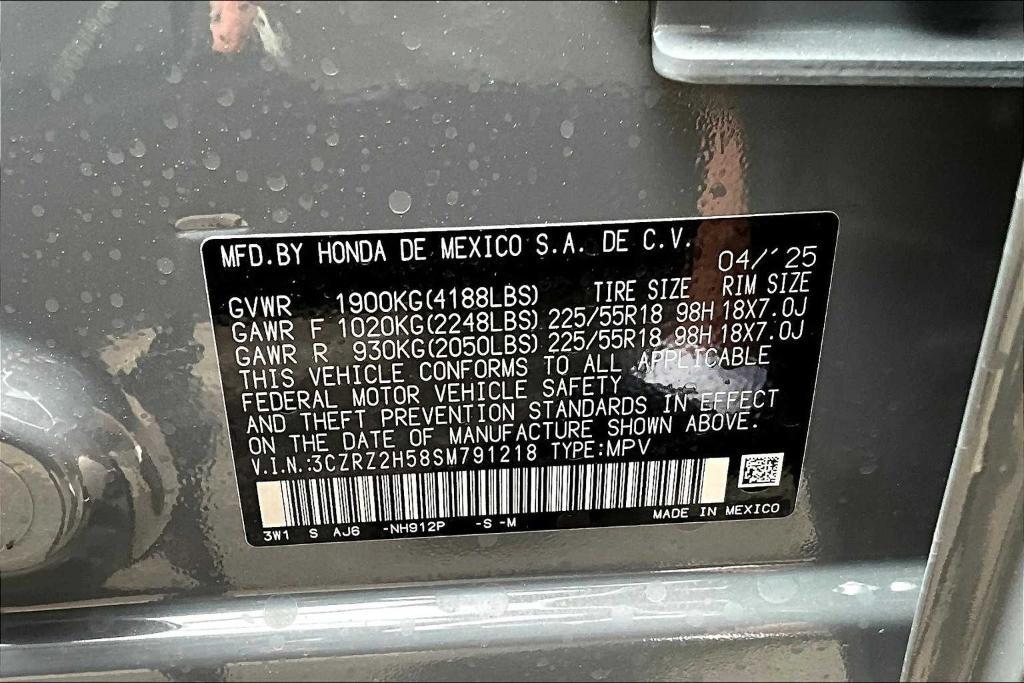 MFD.BY HONDA DE MEXICO S.A. DE C.V. 04/'25
TIRE SIZE RIM SIZE
GVWR 1900KG(4188LBS)
GAWR F 1020KG(2248LBS) 225/55R18 98H 18X7.0J
GAWR R 930KG(2050LBS) 225/55R18 98H 18X7.0J
THIS VEHICLE CONFORMS TO ALL APPLICABLE
FEDERAL MOTOR VEHICLE SAFETY
AND THEFT PREVENTION STANDARDS IN EFFECT
ON THE DATE OF MANUFACTURE SHOWN ABOVE.
V.I.N.:3CZRZ2H58SM791218 TYPE:MPV
MADE IN MEXICO
3W1 S AJ6 -NH912P -S -M